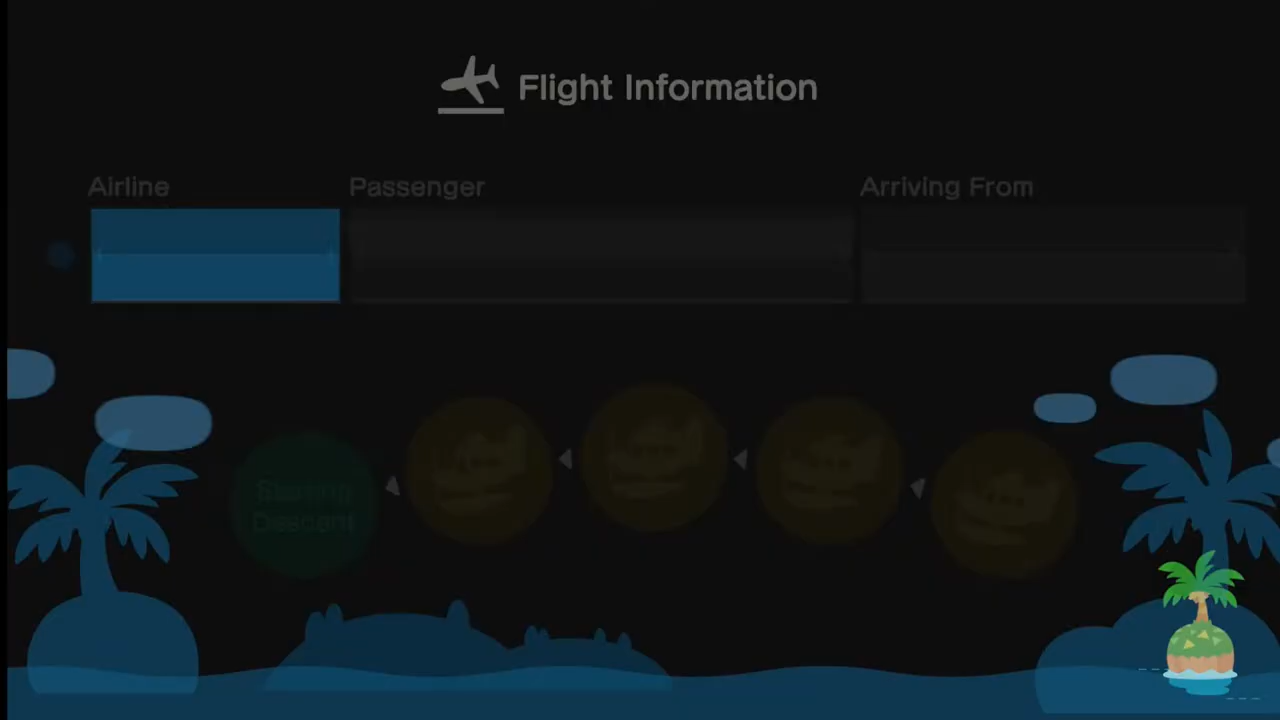 Flight Information
Airline
Passenger
Arriving From